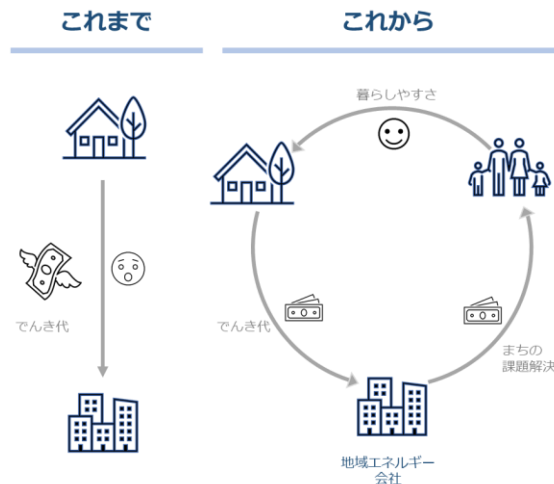 これまで
でんき代
これから
暮らしやすさ
でんき代
まちの
課題解決
地域エネルギー
会社